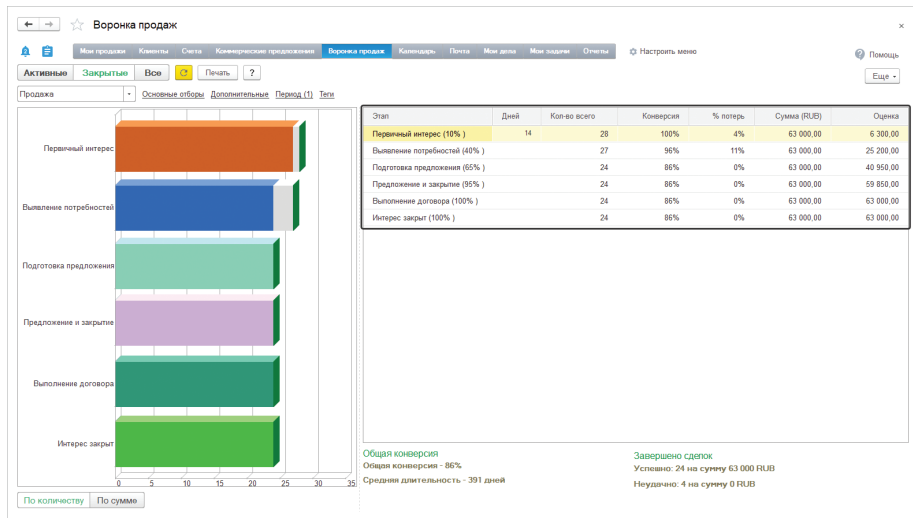 Воронка продаж
Мои продажи Клиенты Счета Коммерческие предложения Воронка продаж Календарь Почта Мои дела Мои задачи Отчеты Настроить меню Помощь
Активные Закрытые Все Печать ? Еще
Продажа Основные отборы Дополнительные Период (1) Теги
Этап Дней Кол-во всего Конверсия % потерь Сумма (RUB) Оценка
Первичный интерес (10% ) 14 28 100% 4% 63 000,00 6 300,00
Выявление потребностей (40% ) 27 96% 11% 63 000,00 25 200,00
Подготовка предложения (65% ) 24 86% 0% 63 000,00 40 950,00
Предложение и закрытие (95% ) 24 86% 0% 63 000,00 59 850,00
Выполнение договора (100% ) 24 86% 0% 63 000,00 63 000,00
Интерес закрыт (100% ) 24 86% 0% 63 000,00 63 000,00
Первичный интерес
Выявление потребностей
Подготовка предложения
Предложение и закрытие
Выполнение договора
Интерес закрыт
0 5 10 15 20 25 30 35
Общая конверсия
Общая конверсия - 86%
Средняя длительность - 391 дней
Завершено сделок
Успешно: 24 на сумму 63 000 RUB
Неудачно: 4 на сумму 0 RUB
По количеству По сумме